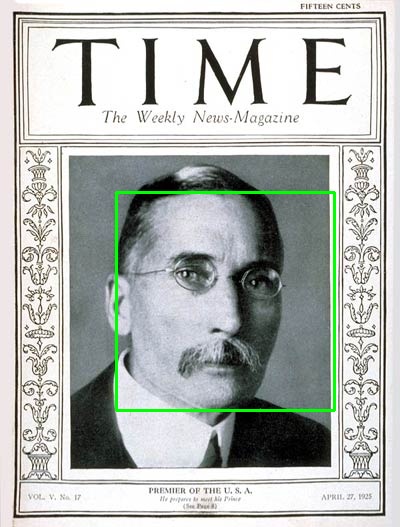 FIFTEEN CENTS
TIME
The Weekly News-Magazine
PREMIER OF THE U. S. A.
VOL. V. No. 17
He prepares to meet his Prince
APRIL 27, 1925
(See Page 8)